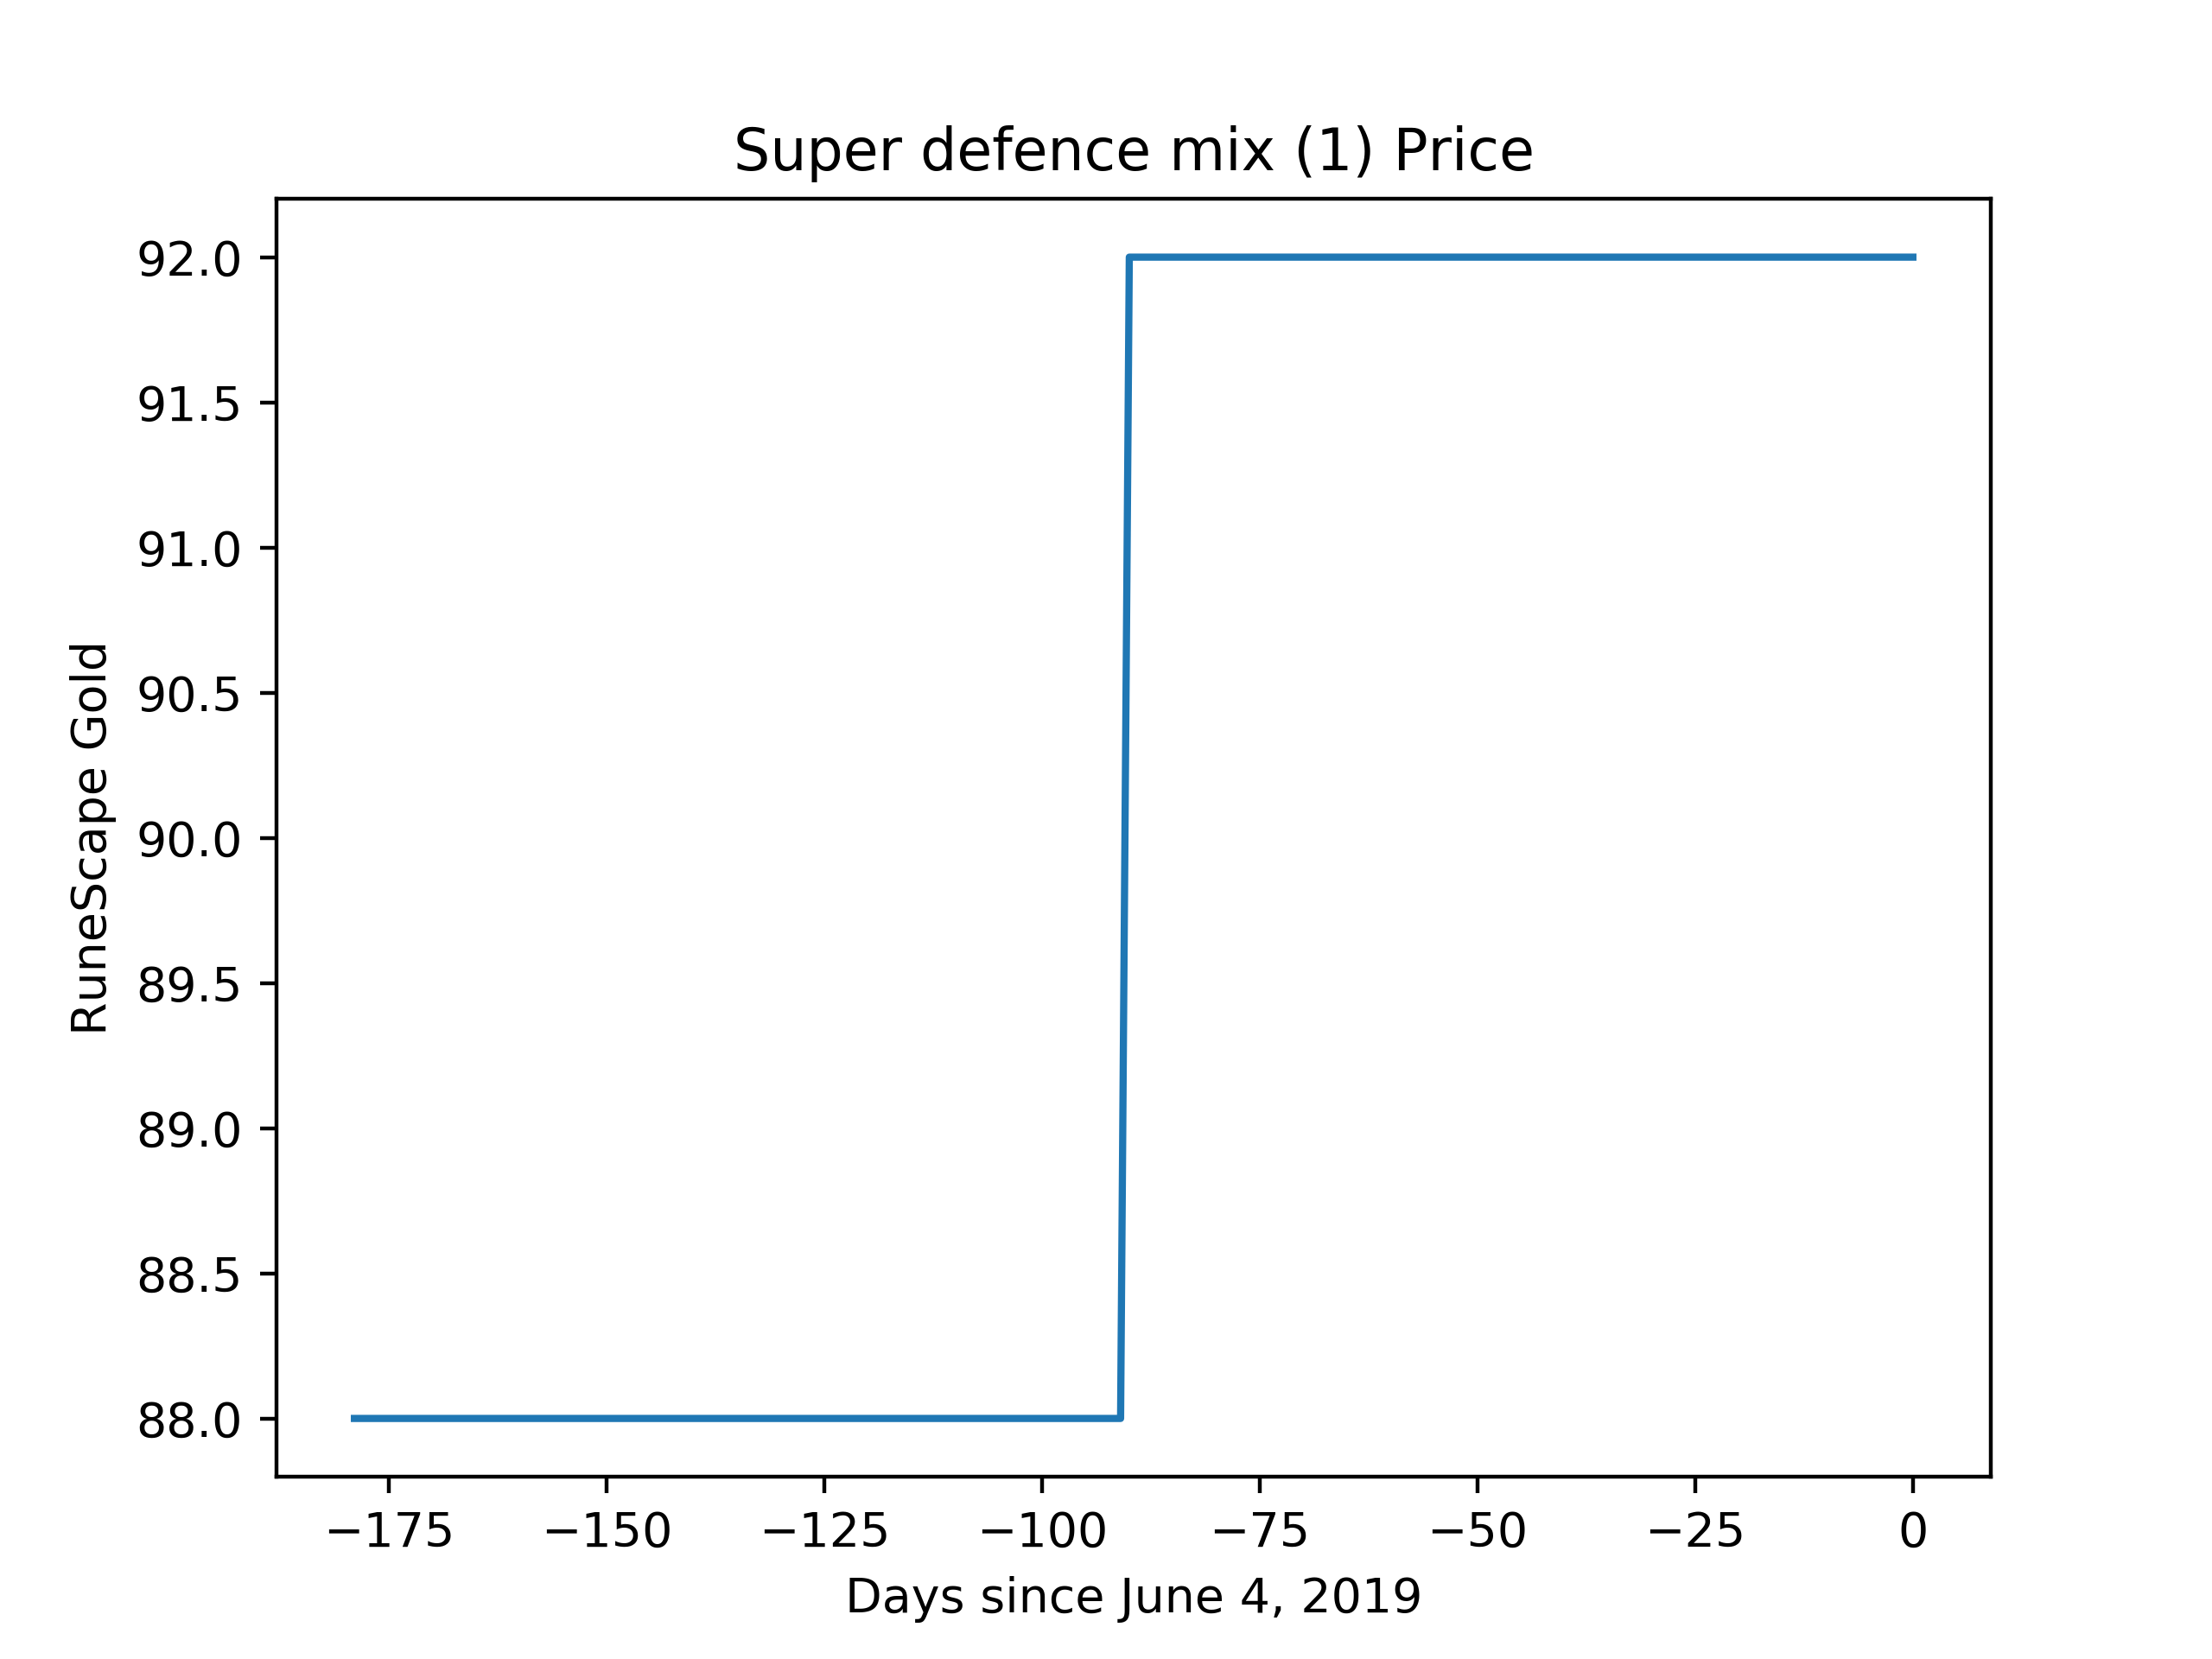 Super defence mix (1) Price
92.0
91.5
91.0
90.5
90.0
89.5
89.0
88.5
88.0
RuneScape Gold
−175 −150 −125 −100 −75 −50 −25 0
Days since June 4, 2019